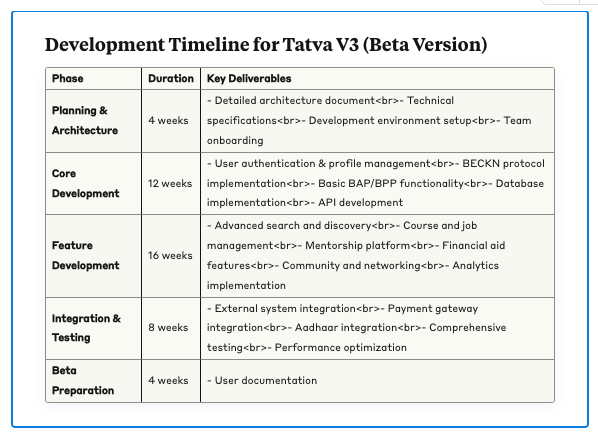 Development Timeline for Tatva V3 (Beta Version)
Phase Duration Key Deliverables
Planning & Architecture 4 weeks - Detailed architecture document<br>- Technical
specifications<br>- Development environment setup<br>- Team
onboarding
Core Development 12 weeks - User authentication & profile management<br>- BECKN protocol
implementation<br>- Basic BAP/BPP functionality<br>- Database
implementation<br>- API development
Feature Development 16 weeks - Advanced search and discovery<br>- Course and job
management<br>- Mentorship platform<br>- Financial aid
features<br>- Community and networking<br>- Analytics
implementation
Integration & Testing 8 weeks - External system integration<br>- Payment gateway
integration<br>- Aadhaar integration<br>- Comprehensive
testing<br>- Performance optimization
Beta Preparation 4 weeks - User documentation